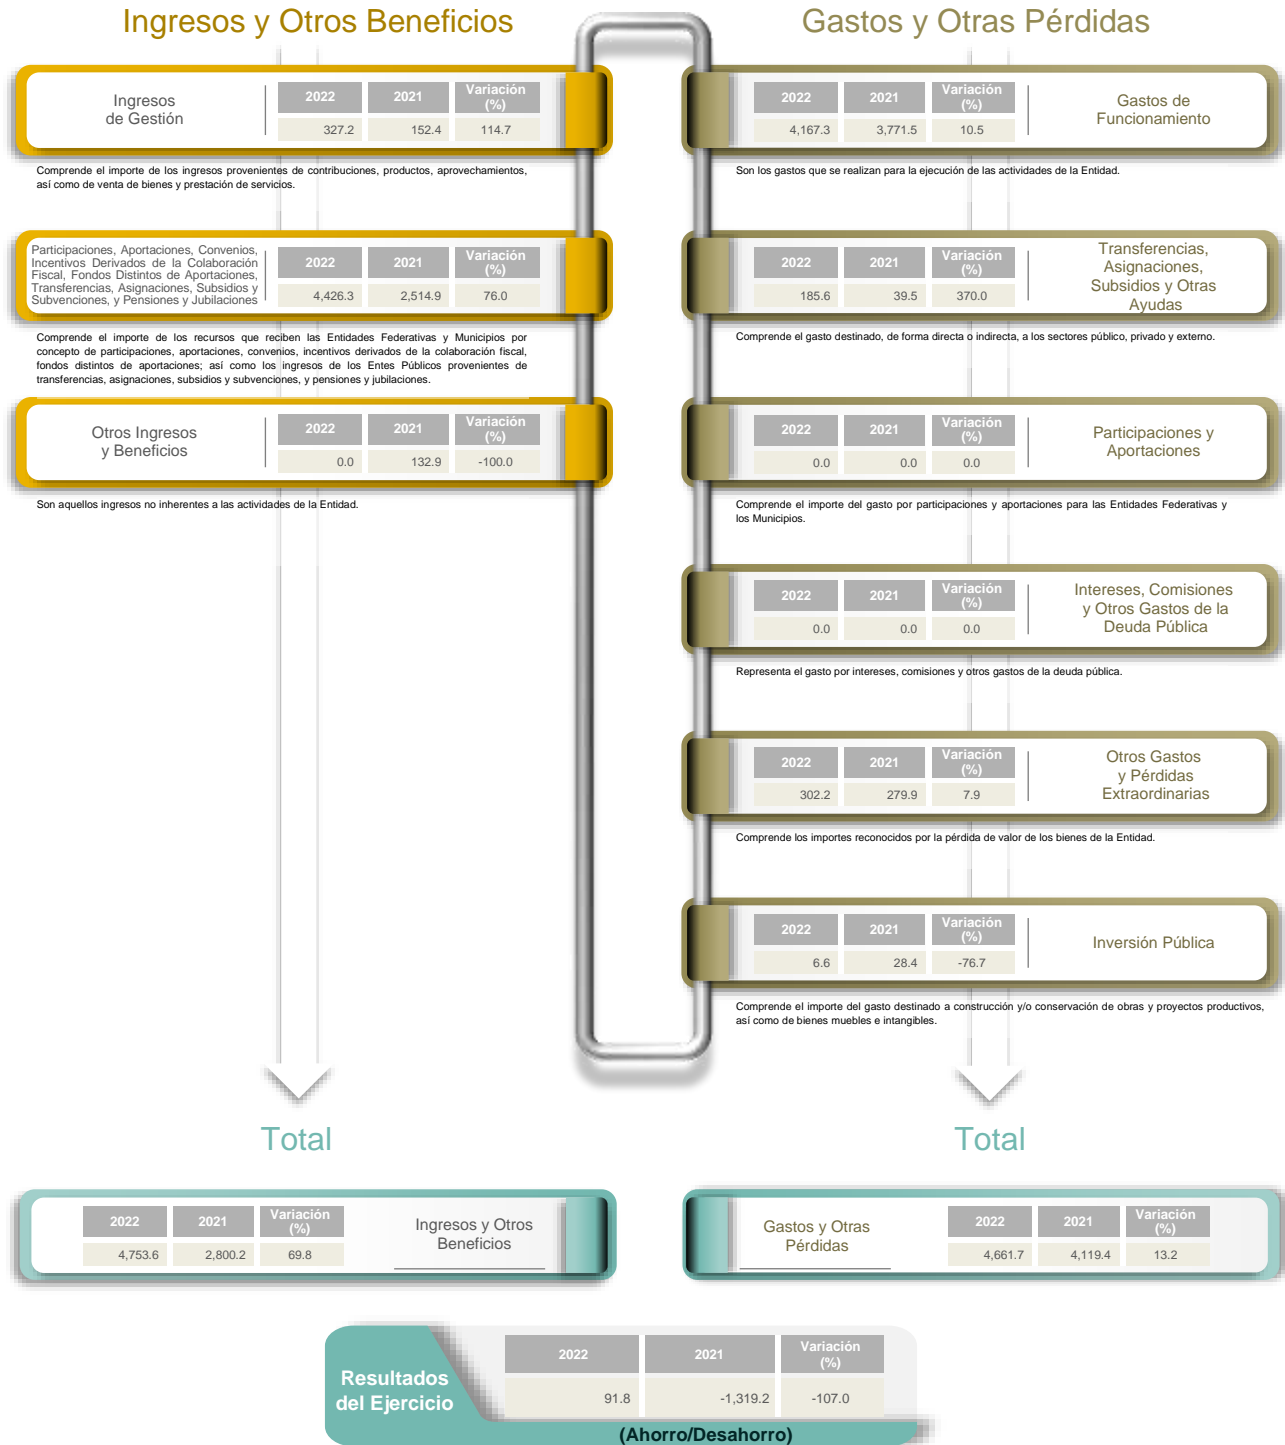 Ingresos y Otros Beneficios
Ingresos
de Gestión
2022 2021 Variación (%)
327.2 152.4 114.7
Comprende el importe de los ingresos provenientes de contribuciones, productos, aprovechamientos,
así como de venta de bienes y prestación de servicios.
Participaciones, Aportaciones, Convenios,
Incentivos Derivados de la Colaboración
Fiscal, Fondos Distintos de Aportaciones,
Transferencias, Asignaciones, Subsidios y
Subvenciones, y Pensiones y Jubilaciones
2022 2021 Variación (%)
4,426.3 2,514.9 76.0
Comprende el importe de los recursos que reciben las Entidades Federativas y Municipios por
concepto de participaciones, aportaciones, convenios, incentivos derivados de la colaboración fiscal,
fondos distintos de aportaciones; así como los ingresos de los Entes Públicos provenientes de
transferencias, asignaciones, subsidios y subvenciones, y pensiones y jubilaciones.
Otros Ingresos
y Beneficios
2022 2021 Variación (%)
0.0 132.9 -100.0
Son aquellos ingresos no inherentes a las actividades de la Entidad.
Gastos y Otras Pérdidas
2022 2021 Variación (%)
4,167.3 3,771.5 10.5
Gastos de
Funcionamiento
Son los gastos que se realizan para la ejecución de las actividades de la Entidad.
2022 2021 Variación (%)
185.6 39.5 370.0
Transferencias,
Asignaciones,
Subsidios y Otras
Ayudas
Comprende el gasto destinado, de forma directa o indirecta, a los sectores público, privado y externo.
2022 2021 Variación (%)
0.0 0.0 0.0
Participaciones y
Aportaciones
Comprende el importe del gasto por participaciones y aportaciones para las Entidades Federativas y
los Municipios.
2022 2021 Variación (%)
0.0 0.0 0.0
Intereses, Comisiones
y Otros Gastos de la
Deuda Pública
Representa el gasto por intereses, comisiones y otros gastos de la deuda pública.
2022 2021 Variación (%)
302.2 279.9 7.9
Otros Gastos
y Pérdidas
Extraordinarias
Comprende los importes reconocidos por la pérdida de valor de los bienes de la Entidad.
2022 2021 Variación (%)
6.6 28.4 -76.7
Inversión Pública
Comprende el importe del gasto destinado a construcción y/o conservación de obras y proyectos productivos,
así como de bienes muebles e intangibles.
Total
2022 2021 Variación (%)
4,753.6 2,800.2 69.8
Ingresos y Otros
Beneficios
Total
Gastos y Otras
Pérdidas
2022 2021 Variación (%)
4,661.7 4,119.4 13.2
Resultados
del Ejercicio
2022 2021 Variación (%)
91.8 -1,319.2 -107.0
(Ahorro/Desahorro)